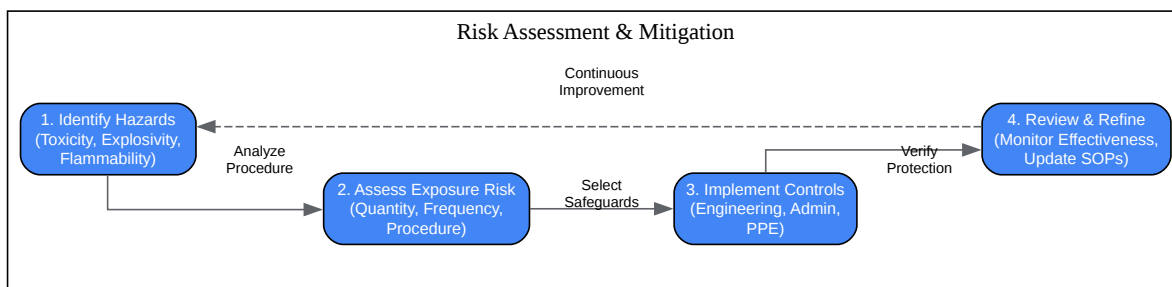 Risk Assessment & Mitigation
Continuous
Improvement
1. Identify Hazards
(Toxicity, Explosivity,
Flammability)
Analyze
Procedure
2. Assess Exposure Risk
(Quantity, Frequency,
Procedure)
Select
Safeguards
3. Implement Controls
(Engineering, Admin,
PPE)
Verify
Protection
4. Review & Refine
(Monitor Effectiveness,
Update SOPs)